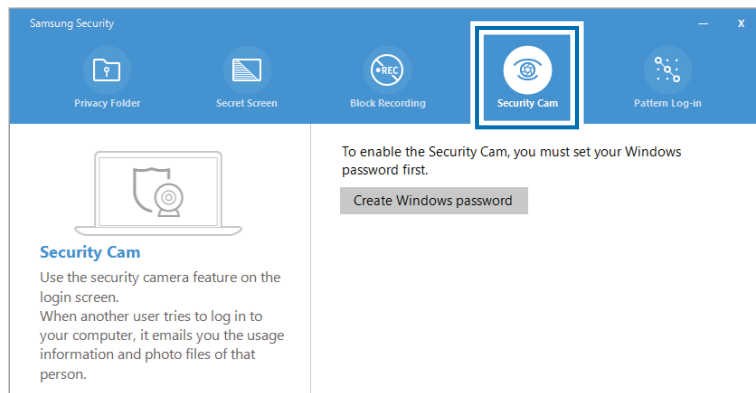 Samsung Security
— x
Privacy Folder
Secret Screen
REC
Block Recording
Security Cam
Pattern Log-in
Security Cam
Use the security camera feature on the
login screen.
When another user tries to log in to
your computer, it emails you the usage
information and photo files of that
person.
To enable the Security Cam, you must set your Windows
password first.
Create Windows password